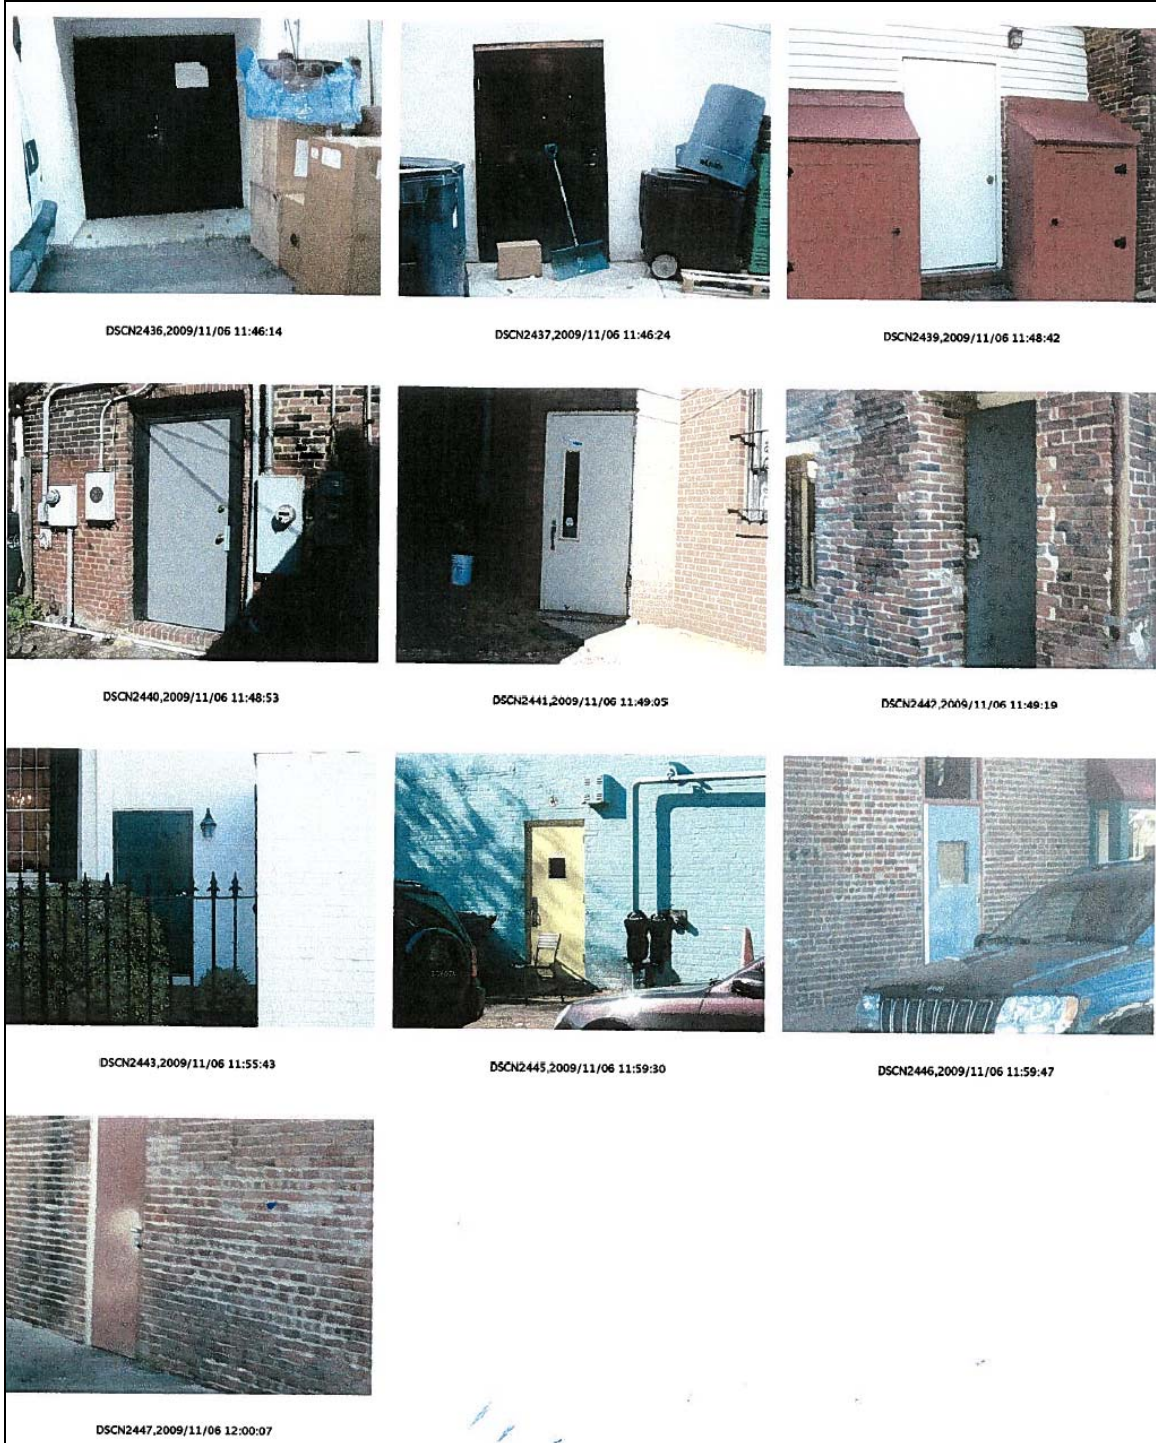 DSCN2436,2009/11/06 11:46:14
DSCN2437,2009/11/06 11:46:24
DSCN2439,2009/11/06 11:48:42
DSCN2440,2009/11/06 11:48:53
DSCN2441,2009/11/06 11:49:05
DSCN2442,2009/11/06 11:49:19
DSCN2443,2009/11/06 11:55:43
DSCN2445,2009/11/06 11:59:30
DSCN2446,2009/11/06 11:59:47
Jeep
DSCN2447,2009/11/06 12:00:07